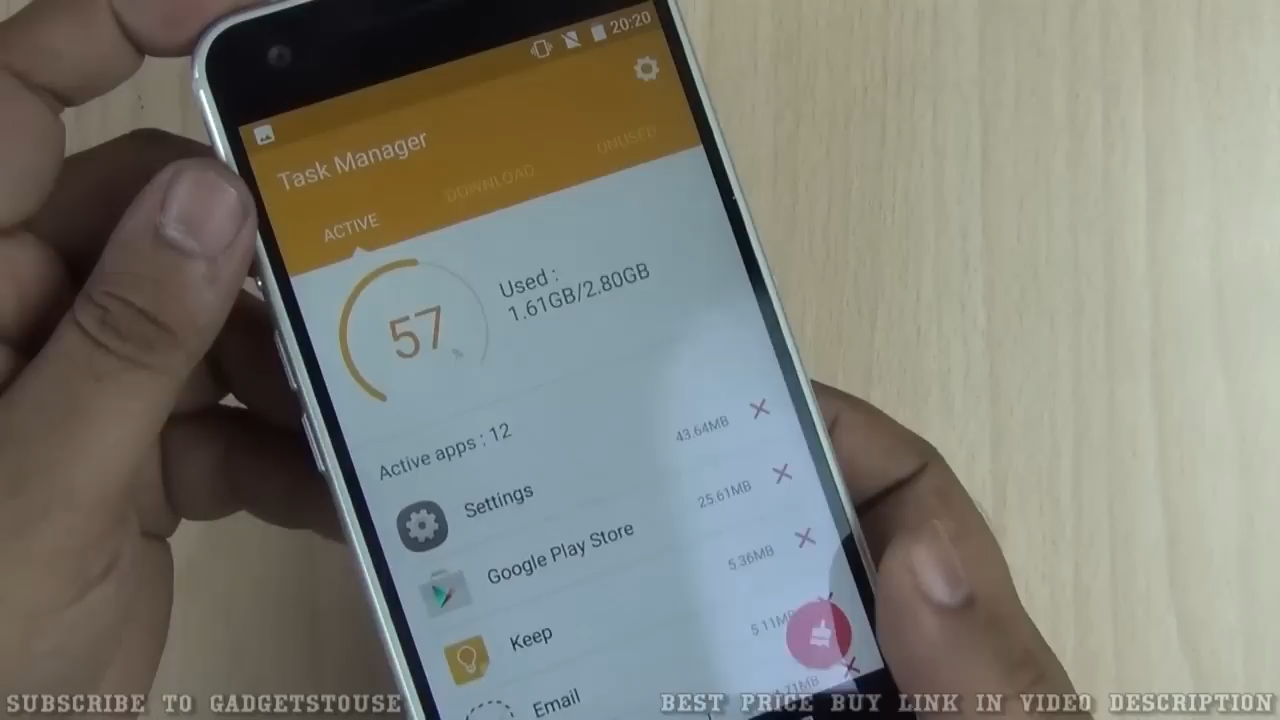 20:20
Task Manager
ACTIVE
DOWNLOAD
UNUSED
57
%
Used :
1.61GB/2.80GB
Active apps : 12
Settings
43.64MB
Google Play Store
25.61MB
Keep
5.36MB
Email
5.11MB
SUBSCRIBE TO GADGETSTOUSE
BEST PRICE BUY LINK IN VIDEO DESCRIPTION